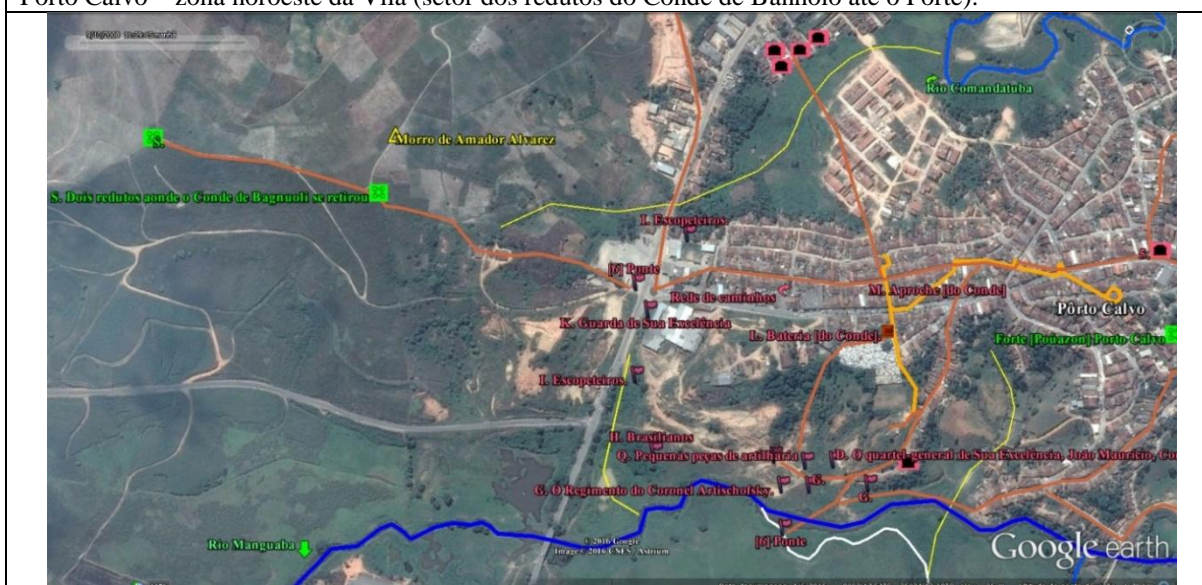 Porto Calvo – zona noroeste da Vila (setor dos redutos do Conde de Banholo até o Forte).
Rio Comandatuba
Morro de Amador Alvarez
S.
S. Dois redutos aonde o Conde de Bagnuoli se retirou
I. Escopeteiros.
S.
[6] Ponte
Rede de caminhos
M. Aproche [do Conde]
Pôrto Calvo
K. Guarda de Sua Excelência
L. Bateria [do Conde].
Forte [Pouazon] Porto Calvo
I. Escopeteiros.
H. Brasilianos
Q. Pequenas peças de artilharia
D. O quartel-general de Sua Excelência, João Maurício, Co
G. O Regimento do Coronel Artischofsky.
G.
G.
[6] Ponte
Rio Manguaba
© 2016 Google
Image © 2016 CNES / Astrium
Google earth